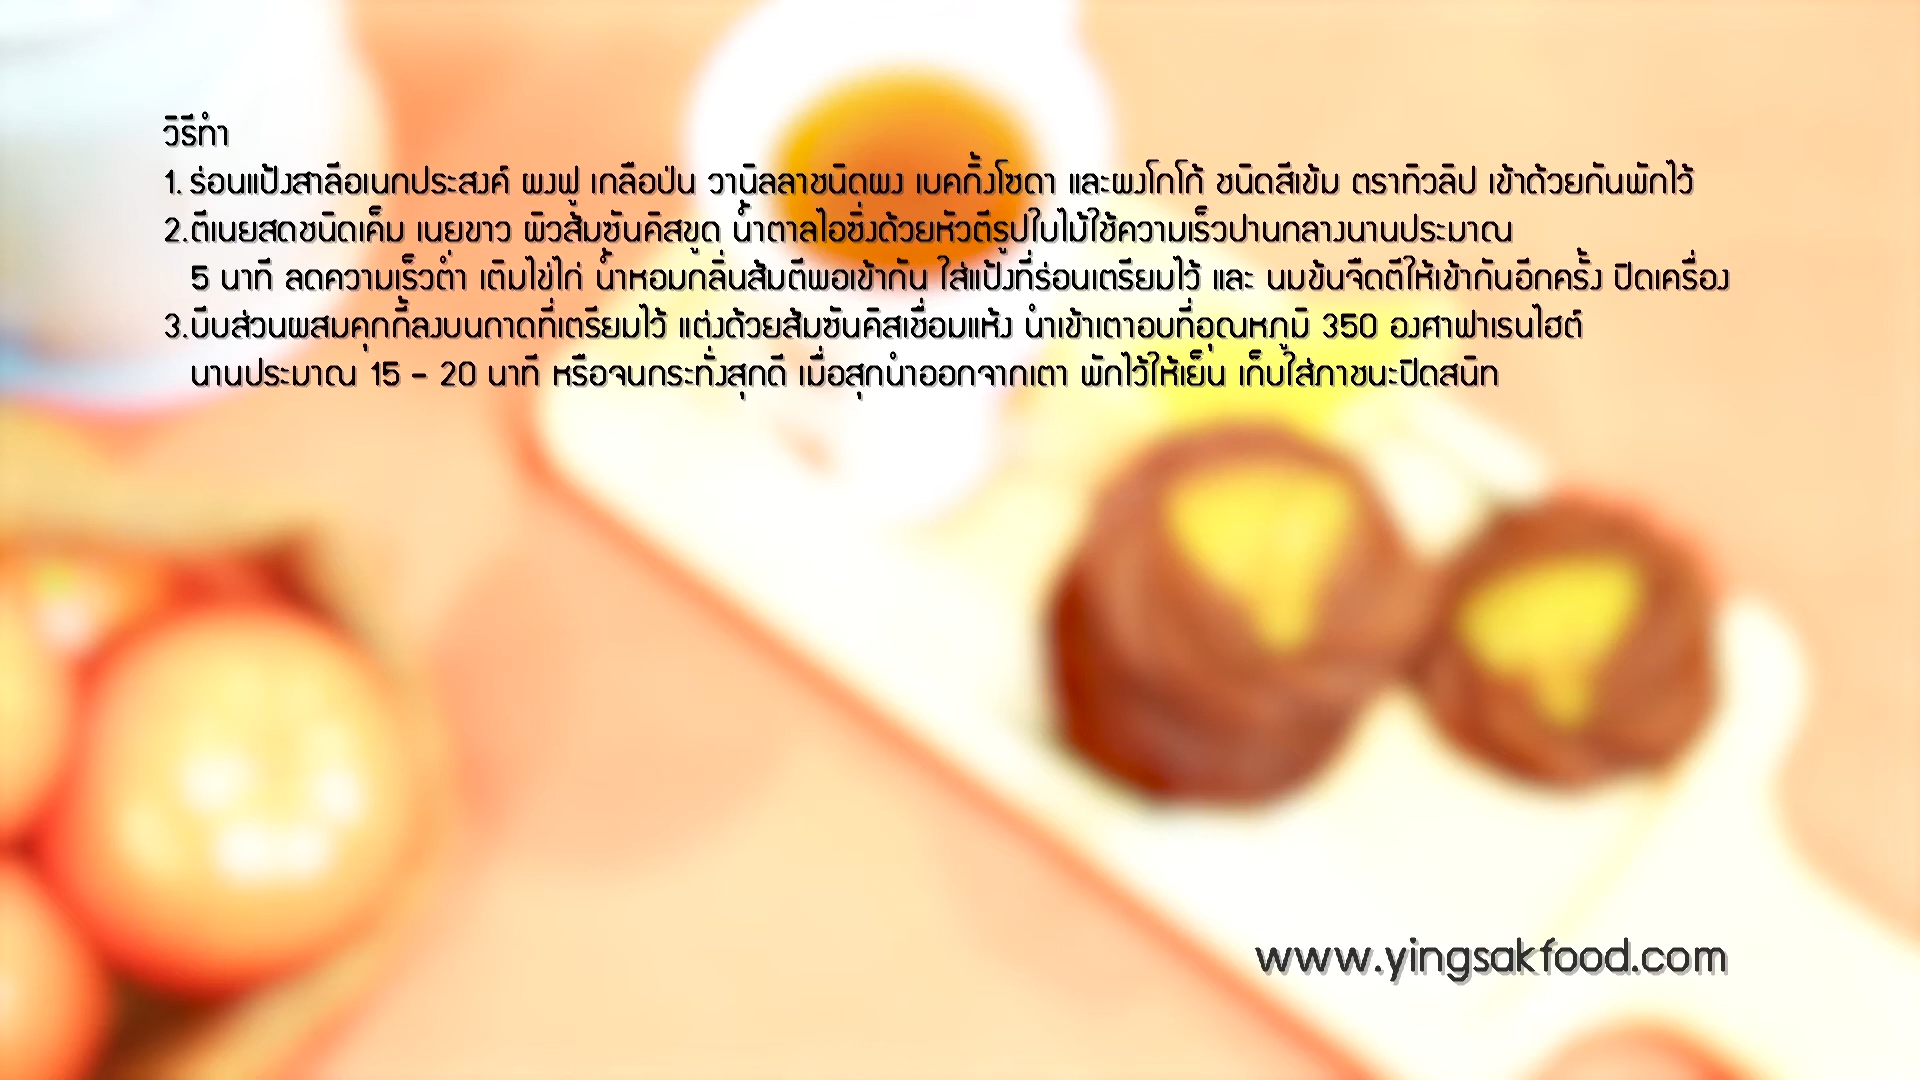 วิธีทำ
1. ร่อนแป้งสาลีอเนกประสงค์ ผงฟู เกลือป่น วานิลลาชนิดผง เบคกิ้งโซดา และผงโกโก้ ชนิดสีเข้ม ตราทิวลิป เข้าด้วยกันพักไว้
2.ตีเนยสดชนิดเค็ม เนยขาว ผิวส้มซันคิสขูด น้ำตาลไอซิ่งด้วยหัวตีรูปใบไม้ใช้ความเร็วปานกลางนานประมาณ
5 นาที ลดความเร็วต่ำ เติมไข่ไก่ น้ำหอมกลิ่นส้มตีพอเข้ากัน ใส่แป้งที่ร่อนเตรียมไว้ และ นมข้นจืดตีให้เข้ากันอีกครั้ง ปิดเครื่อง
3.บีบส่วนผสมคุกกี้ลงบนถาดที่เตรียมไว้ แต่งด้วยส้มซันคิสเชื่อมแห้ง นำเข้าเตาอบที่อุณหภูมิ 350 องศาฟาเรนไฮต์
นานประมาณ 15 - 20 นาที หรือจนกระทั่งสุกดี เมื่อสุกนำออกจากเตา พักไว้ให้เย็น เก็บใส่ภาชนะปิดสนิท
www.yingsakfood.com